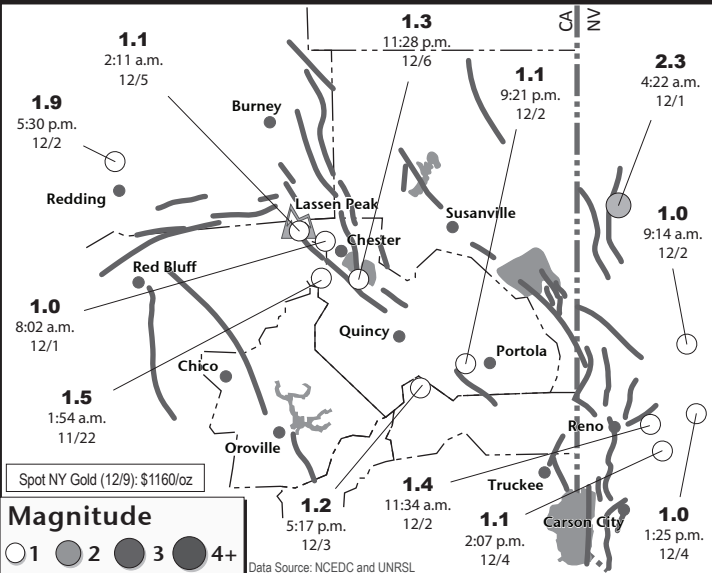 CA NV
1.3
11:28 p.m.
12/6
1.1
2:11 a.m.
12/5
2.3
4:22 a.m.
12/1
1.1
9:21 p.m.
12/2
1.9
5:30 p.m.
12/2
Burney
Redding
Lassen Peak
Susanville
1.0
9:14 a.m.
12/2
Chester
Red Bluff
1.0
8:02 a.m.
12/1
Quincy
Portola
Chico
1.5
1:54 a.m.
11/22
Reno
Oroville
Spot NY Gold (12/9): $1160/oz
1.2
5:17 p.m.
12/3
1.4
11:34 a.m.
12/2
Truckee
1.1
2:07 p.m.
12/4
Carson City
1.0
1:25 p.m.
12/4
Magnitude
1 2 3 4+
Data Source: NCEDC and UNRSL